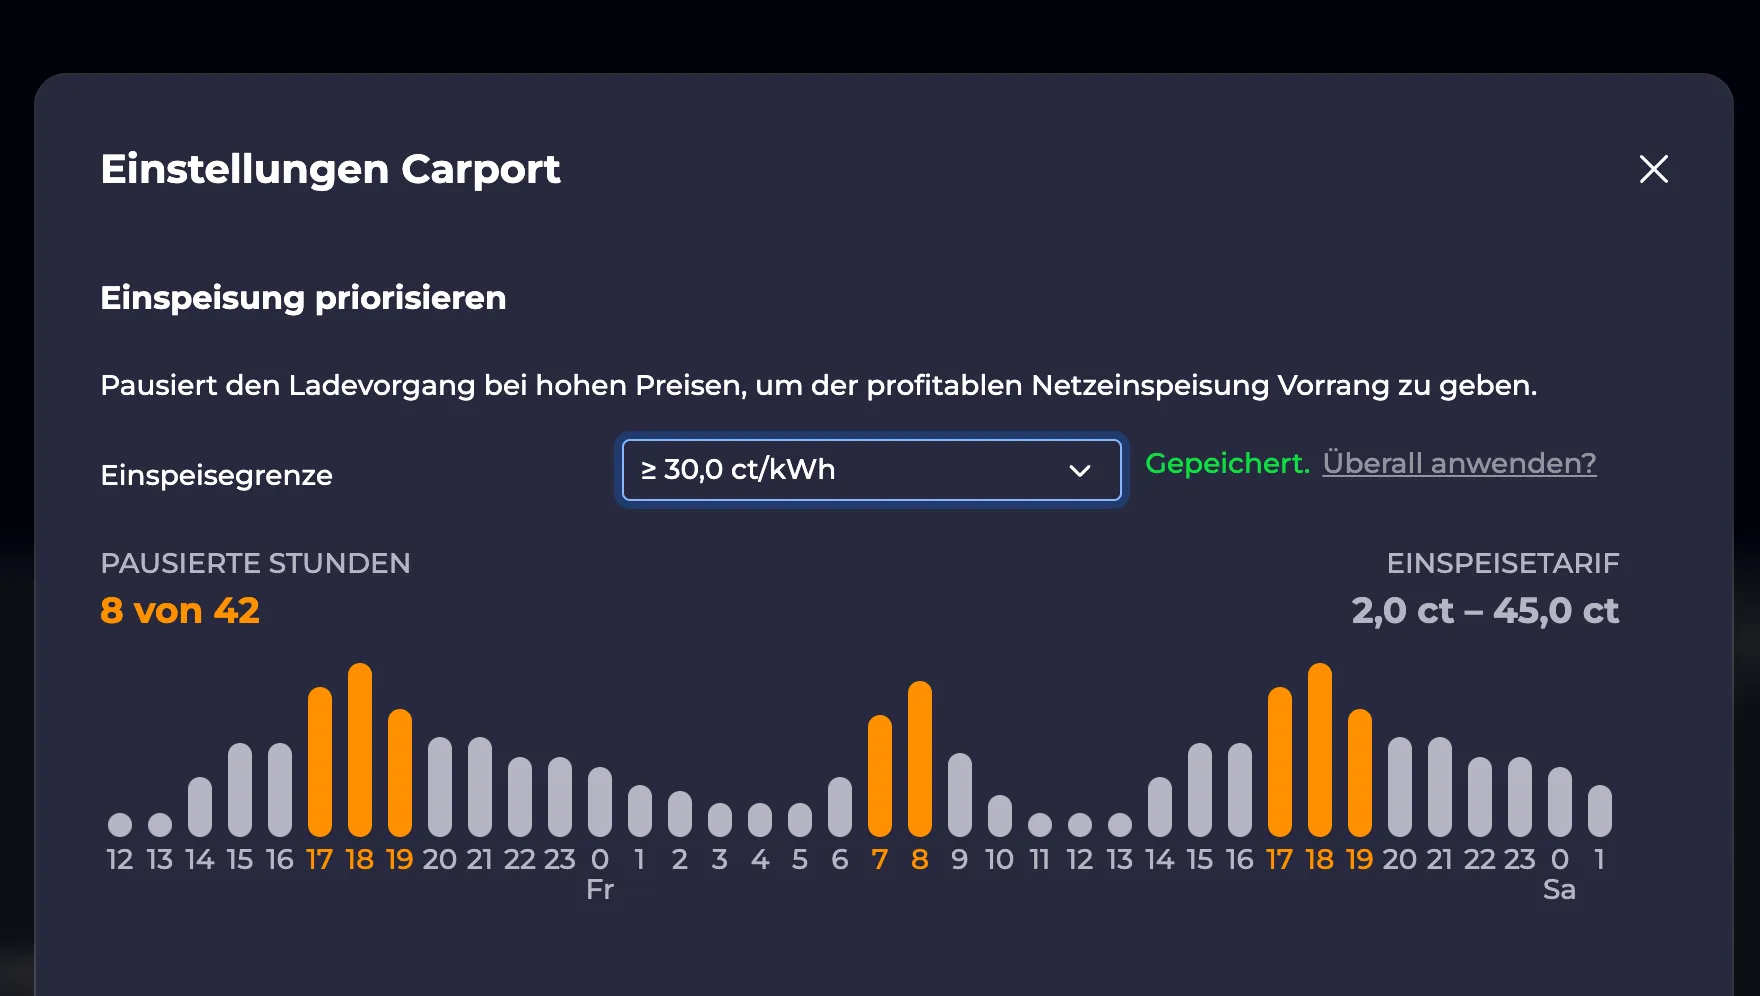 Einstellungen Carport
Einspeisung priorisieren
Pausiert den Ladevorgang bei hohen Preisen, um der profitablen Netzeinspeisung Vorrang zu geben.
Einspeisegrenze
≥ 30,0 ct/kWh
Gepeichert. Überall anwenden?
PAUSIERTE STUNDEN
8 von 42
EINSPEISETARIF
2,0 ct – 45,0 ct
12 13 14 15 16 17 18 19 20 21 22 23 0 1 2 3 4 5 6 7 8 9 10 11 12 13 14 15 16 17 18 19 20 21 22 23 0 1
Fr Sa